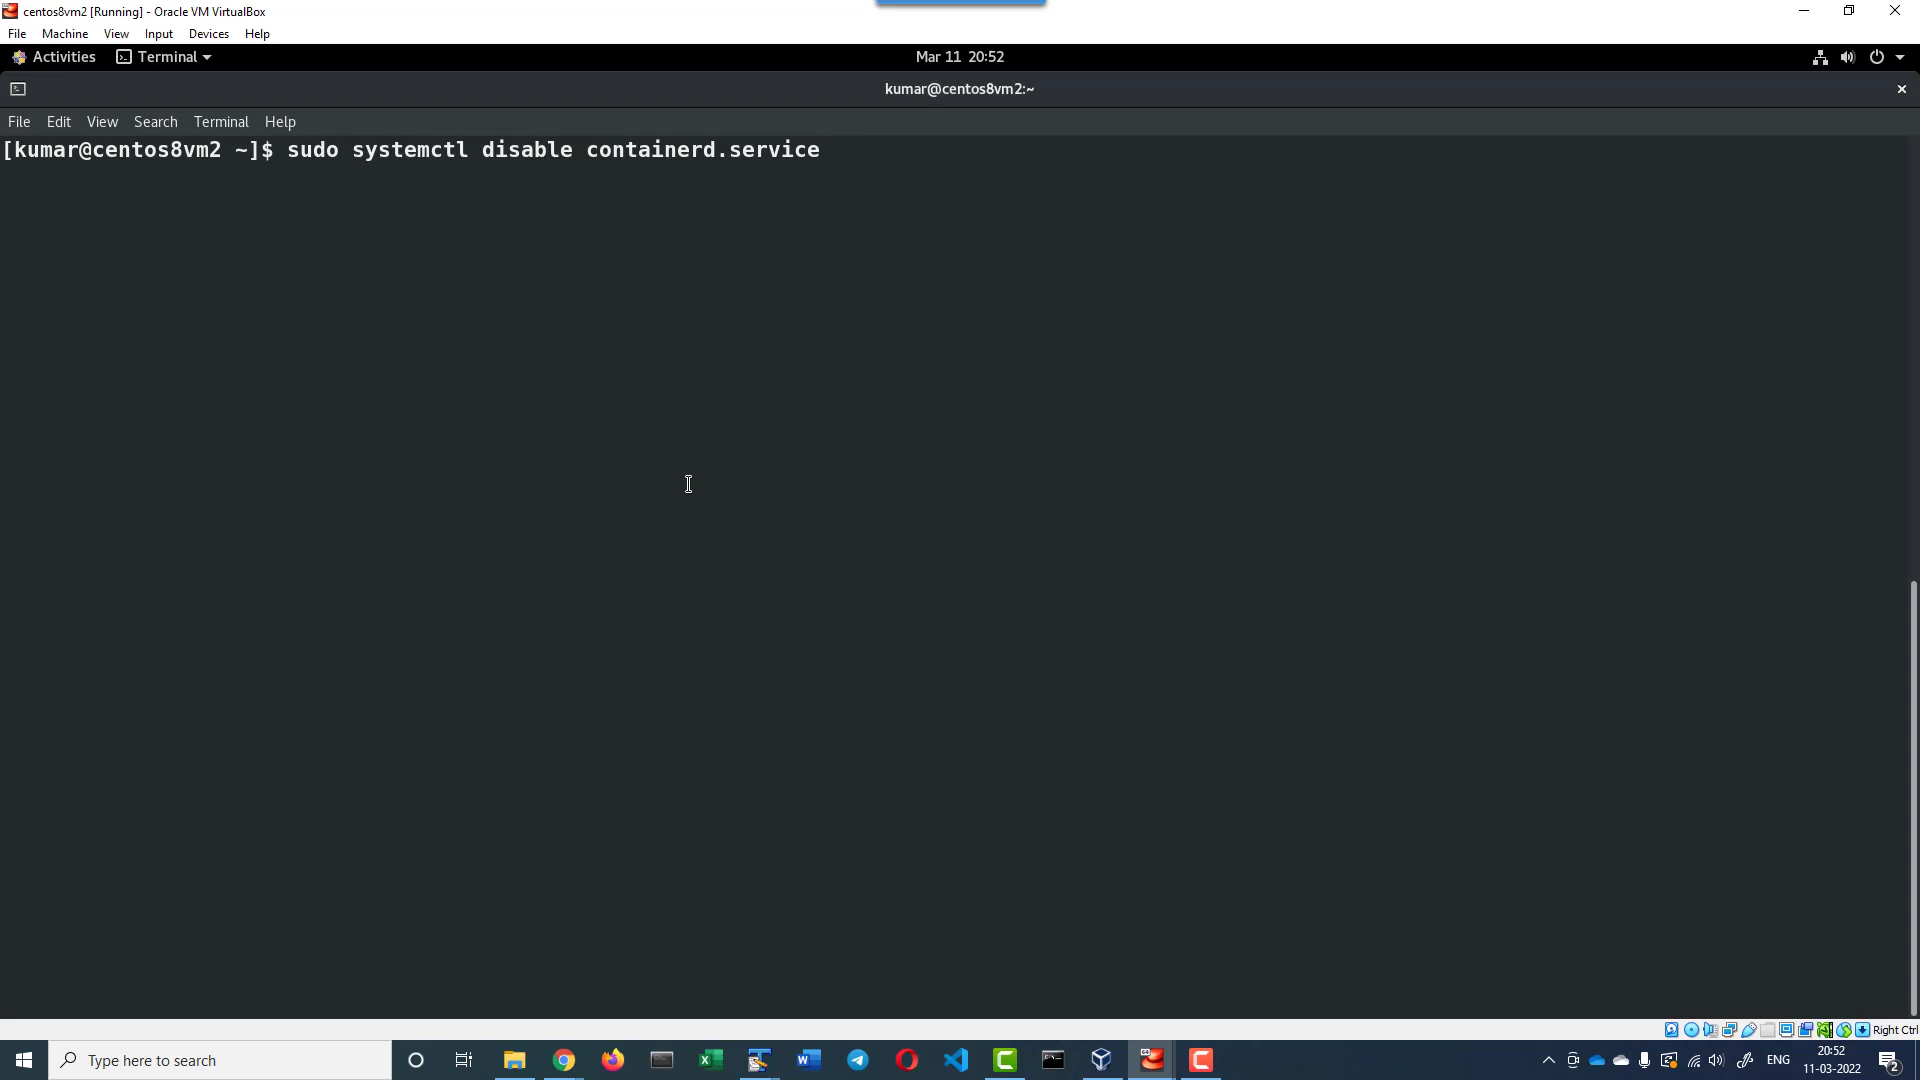 centos8vm2 [Running] - Oracle VM VirtualBox
File Machine View Input Devices Help
Activities Terminal Mar 11 20:52
kumar@centos8vm2:~
File Edit View Search Terminal Help
[kumar@centos8vm2 ~]$ sudo systemctl disable containerd.service
Right Ctrl
Type here to search
ENG
20:52
11-03-2022
2